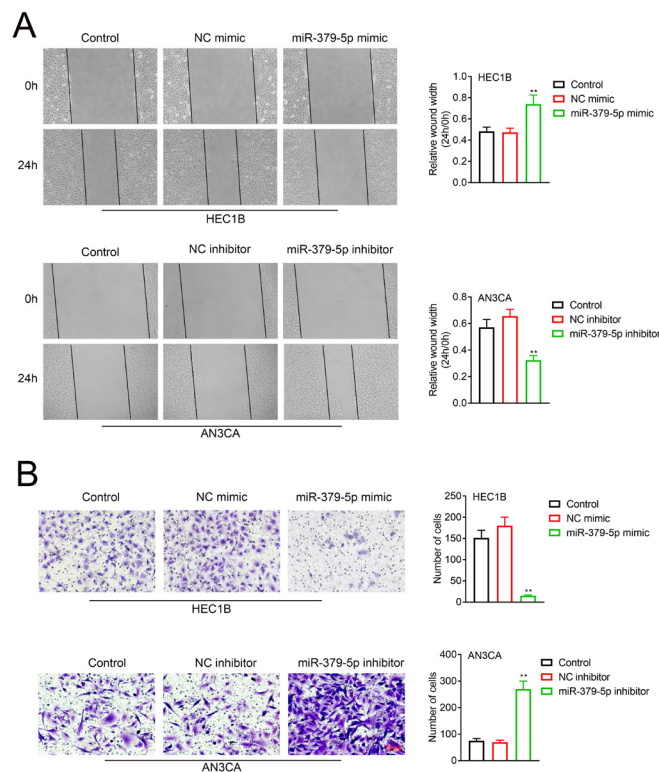 A
Control NC mimic miR-379-5p mimic
0h
24h
HEC1B
Relative wound width
(24h/0h)
1.0
0.8
0.6
0.4
0.2
0.0
HEC1B
**
Control
NC mimic
miR-379-5p mimic
Control NC inhibitor miR-379-5p inhibitor
0h
24h
AN3CA
Relative wound width
(24h/0h)
0.8
0.6
0.4
0.2
0
AN3CA
**
Control
NC inhibitor
miR-379-5p inhibitor
B
Control NC mimic miR-379-5p mimic
HEC1B
Number of cells
200
150
100
50
0
HEC1B
**
Control
NC mimic
miR-379-5p mimic
Control NC inhibitor miR-379-5p inhibitor
AN3CA
Number of cells
400
300
200
100
0
AN3CA
**
Control
NC inhibitor
miR-379-5p inhibitor